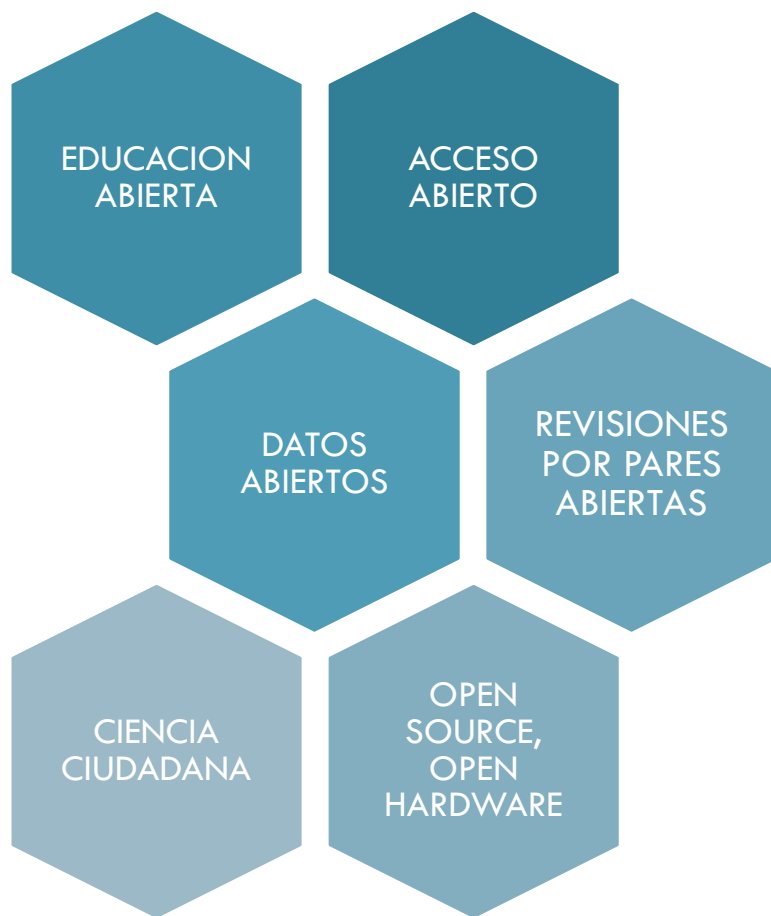 EDUCACION
ABIERTA
ACCESO
ABIERTO
DATOS
ABIERTOS
REVISIONES
POR PARES
ABIERTAS
CIENCIA
CIUDADANA
OPEN
SOURCE,
OPEN
HARDWARE